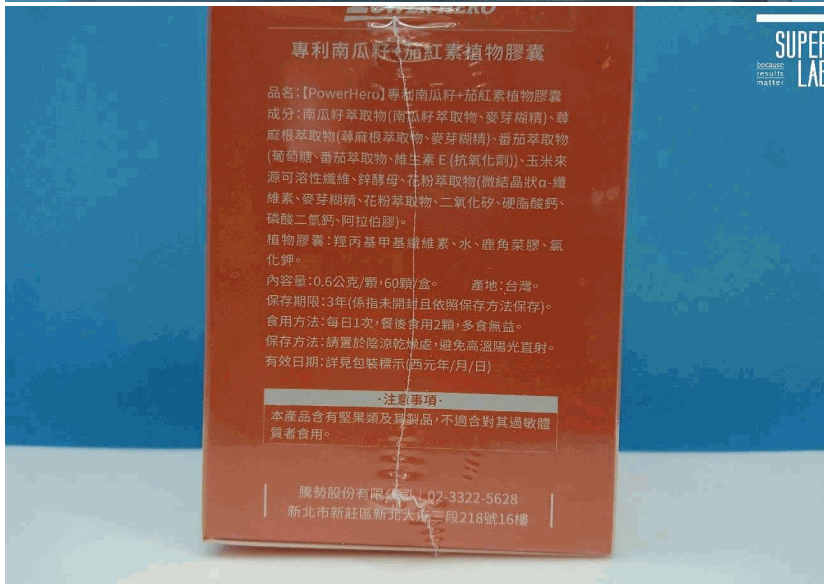 POWER HERO
SUPER
LAB
because
results
matter
專利南瓜籽+茄紅素植物膠囊
品名:【PowerHero】專利南瓜籽+茄紅素植物膠囊
成分:南瓜籽萃取物(南瓜籽萃取物、麥芽糊精)、蕁
麻根萃取物(蕁麻根萃取物、麥芽糊精)、番茄萃取物
(葡萄糖、番茄萃取物、維生素E(抗氧化劑))、玉米來
源可溶性纖維、鋅酵母、花粉萃取物(微結晶狀α-纖
維素、麥芽糊精、花粉萃取物、二氧化矽、硬脂酸鈣、
磷酸二氫鈣、阿拉伯膠)。
植物膠囊:羥丙基甲基纖維素、水、鹿角菜膠、氯
化鉀。
內容量:0.6公克/顆,60顆/盒。 產地:台灣。
保存期限:3年(係指未開封且依照保存方法保存)。
食用方法:每日1次,餐後食用2顆,多食無益。
保存方法:請置於陰涼乾燥處,避免高溫陽光直射。
有效日期:詳見包裝標示(西元年/月/日)
·注意事項·
本產品含有堅果類及其製品,不適合對其過敏體
質者食用。
騰勢股份有限公司|02-3322-5628
新北市新莊區新北大道三段218號16樓